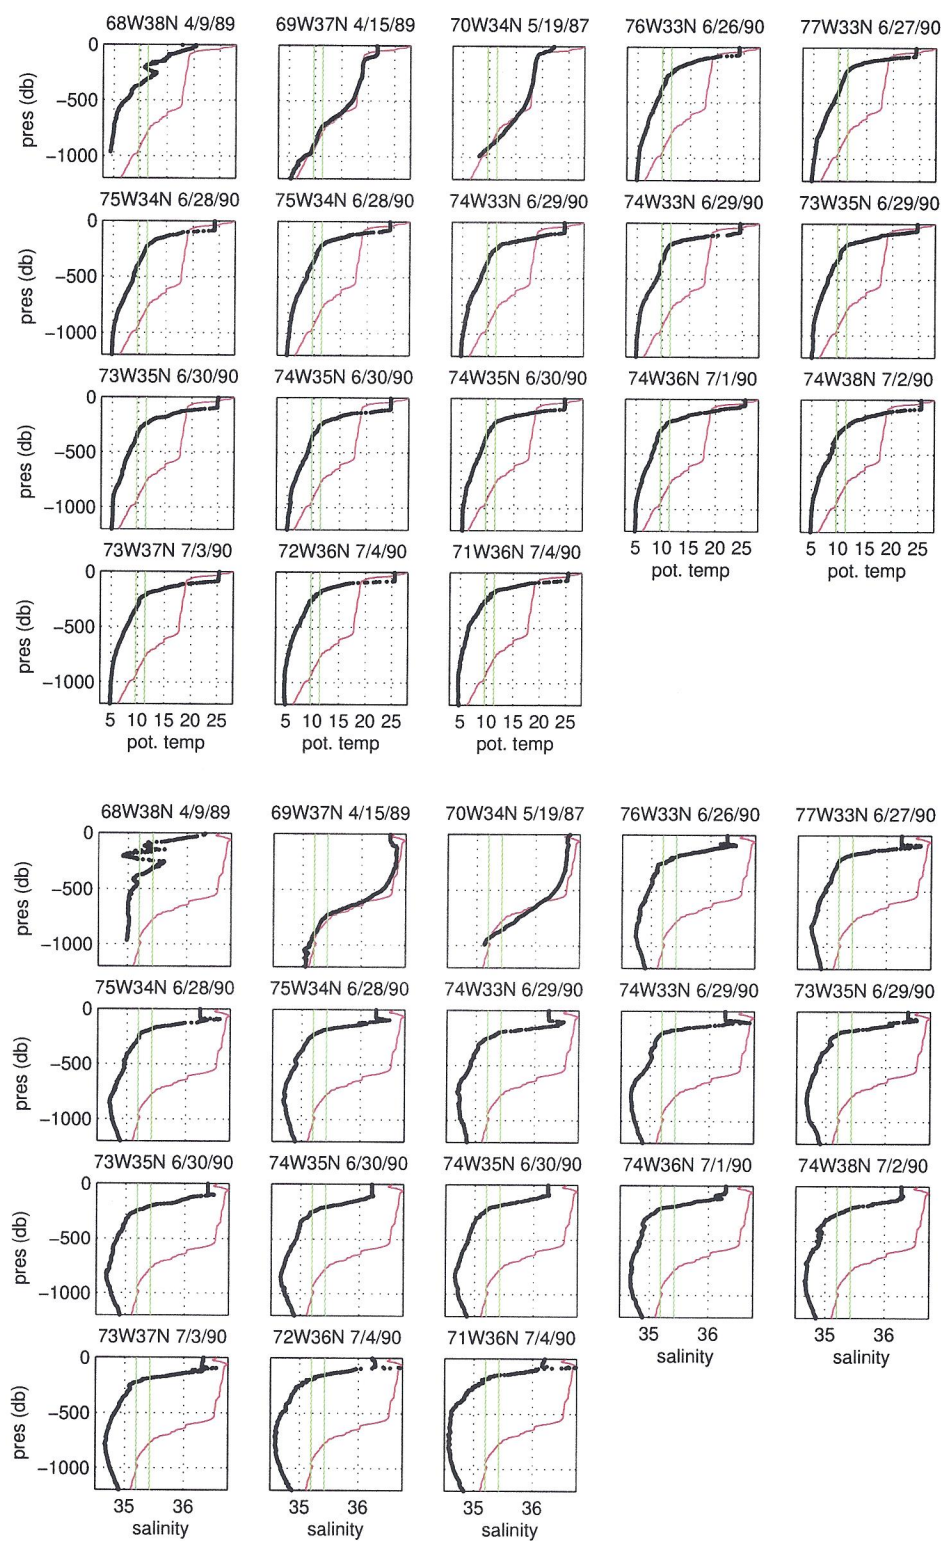 68W38N 4/9/89 69W37N 4/15/89 70W34N 5/19/87 76W33N 6/26/90 77W33N 6/27/90
0
pres (db)
−500
−1000
75W34N 6/28/90 75W34N 6/28/90 74W33N 6/29/90 74W33N 6/29/90 73W35N 6/29/90
0
pres (db)
−500
−1000
73W35N 6/30/90 74W35N 6/30/90 74W35N 6/30/90 74W36N 7/1/90 74W38N 7/2/90
0
pres (db)
−500
−1000
5 10 15 20 25 5 10 15 20 25
pot. temp pot. temp
73W37N 7/3/90 72W36N 7/4/90 71W36N 7/4/90
0
pres (db)
−500
−1000
5 10 15 20 25 5 10 15 20 25 5 10 15 20 25
pot. temp pot. temp pot. temp
68W38N 4/9/89 69W37N 4/15/89 70W34N 5/19/87 76W33N 6/26/90 77W33N 6/27/90
0
pres (db)
−500
−1000
75W34N 6/28/90 75W34N 6/28/90 74W33N 6/29/90 74W33N 6/29/90 73W35N 6/29/90
0
pres (db)
−500
−1000
73W35N 6/30/90 74W35N 6/30/90 74W35N 6/30/90 74W36N 7/1/90 74W38N 7/2/90
0
pres (db)
−500
−1000
35 36 35 36
salinity salinity
73W37N 7/3/90 72W36N 7/4/90 71W36N 7/4/90
0
pres (db)
−500
−1000
35 36 35 36 35 36
salinity salinity salinity